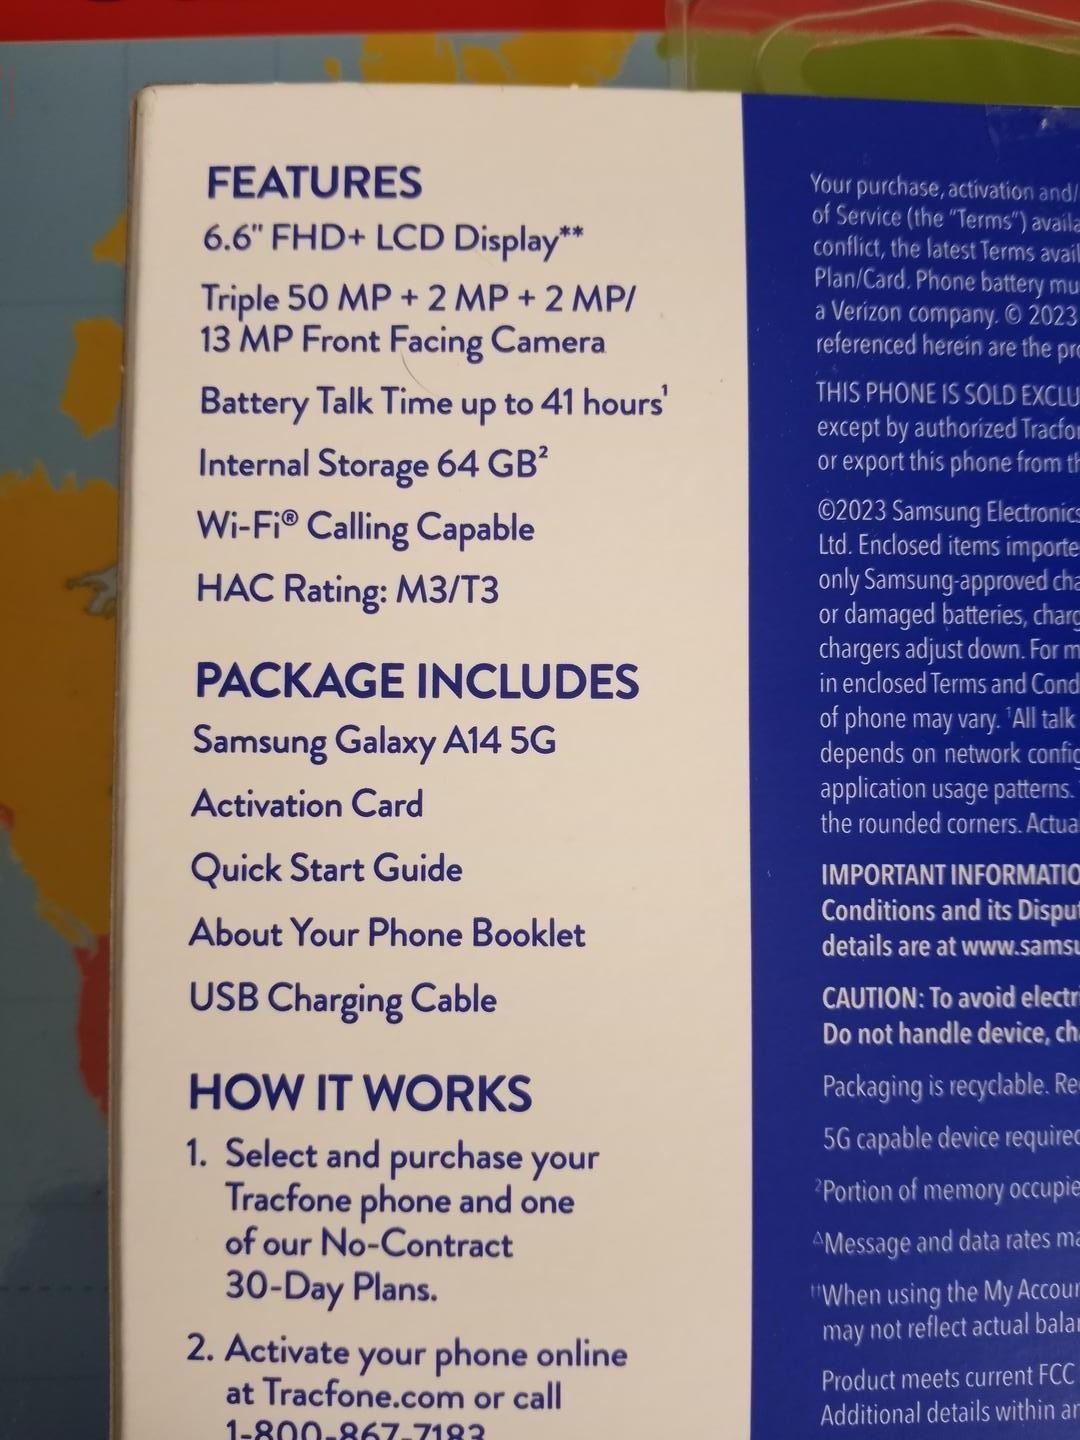 FEATURES
6.6" FHD+ LCD Display**
Triple 50 MP + 2 MP + 2 MP/
13 MP Front Facing Camera
Battery Talk Time up to 41 hours¹
Internal Storage 64 GB²
Wi-Fi® Calling Capable
HAC Rating: M3/T3
PACKAGE INCLUDES
Samsung Galaxy A14 5G
Activation Card
Quick Start Guide
About Your Phone Booklet
USB Charging Cable
HOW IT WORKS
1. Select and purchase your
Tracfone phone and one
of our No-Contract
30-Day Plans.
2. Activate your phone online
at Tracfone.com or call
1-800-867-7183
Your purchase, activation and/
of Service (the "Terms") availa
conflict, the latest Terms avail
Plan/Card. Phone battery mu
a Verizon company. © 2023
referenced herein are the pro
THIS PHONE IS SOLD EXCLU
except by authorized Tracfo
or export this phone from th
©2023 Samsung Electronics
Ltd. Enclosed items importe
only Samsung-approved cha
or damaged batteries, charg
chargers adjust down. For m
in enclosed Terms and Cond
of phone may vary. ¹All talk
depends on network config
application usage patterns.
the rounded corners. Actua
IMPORTANT INFORMATIO
Conditions and its Disput
details are at www.samsu
CAUTION: To avoid electri
Do not handle device, cha
Packaging is recyclable. Re
5G capable device required
²Portion of memory occupie
△Message and data rates ma
††When using the My Accoun
may not reflect actual balan
Product meets current FCC
Additional details within an